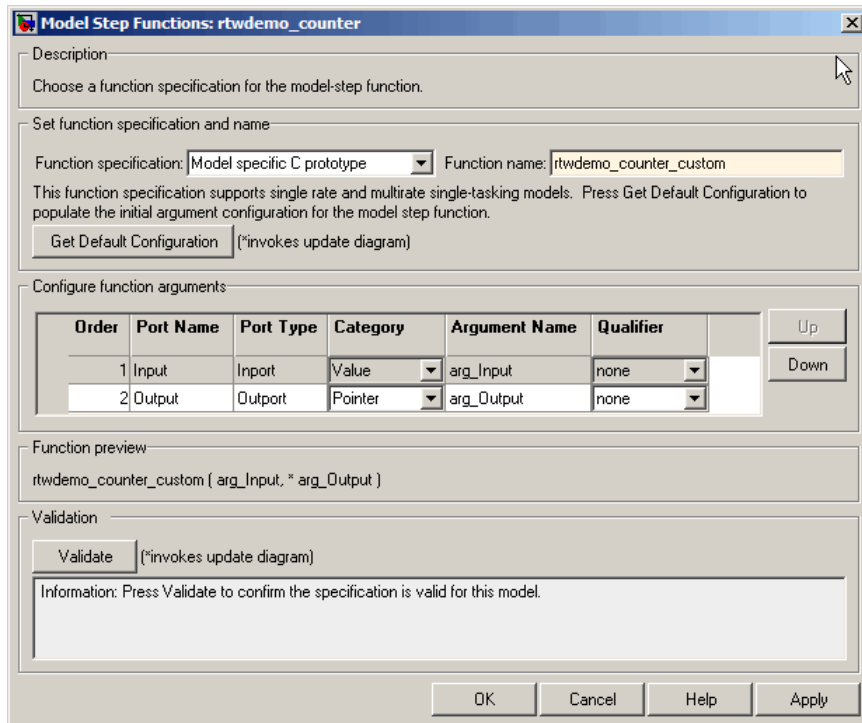 Model Step Functions: rtwdemo_counter
Description
Choose a function specification for the model-step function.
Set function specification and name
Function specification: Model specific C prototype Function name: rtwdemo_counter_custom
This function specification supports single rate and multirate single-tasking models. Press Get Default Configuration to
populate the initial argument configuration for the model step function.
Get Default Configuration (*invokes update diagram)
Configure function arguments
Order Port Name Port Type Category Argument Name Qualifier Up
1 Input Inport Value arg_Input none Down
2 Output Outport Pointer arg_Output none
Function preview
rtwdemo_counter_custom ( arg_Input, * arg_Output )
Validation
Validate (*invokes update diagram)
Information: Press Validate to confirm the specification is valid for this model.
OK Cancel Help Apply